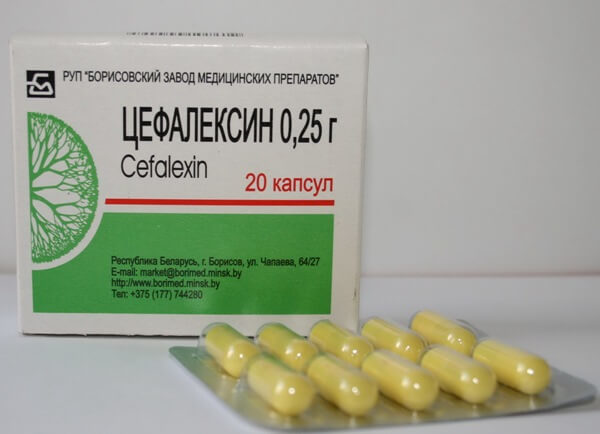 РУП "БОРИСОВСКИЙ ЗАВОД МЕДИЦИНСКИХ ПРЕПАРАТОВ"
ЦЕФАЛЕКСИН 0,25 г
Cefalexin
20 капсул
Республика Беларусь, г. Борисов, ул. Чапаева, 64/27
E-mail: market@borimed.minsk.by
http://www.borimed.minsk.by
Тел: +375 (177) 744280